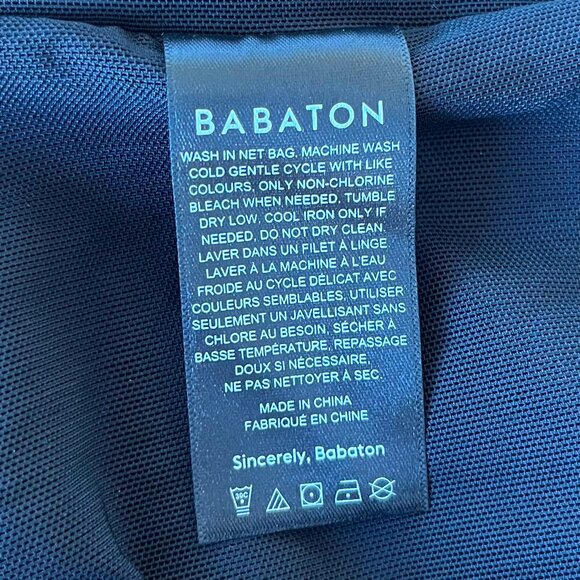 BABATON
WASH IN NET BAG. MACHINE WASH
COLD GENTLE CYCLE WITH LIKE
COLOURS, ONLY NON-CHLORINE
BLEACH WHEN NEEDED. TUMBLE
DRY LOW. COOL IRON ONLY IF
NEEDED, DO NOT DRY CLEAN.
LAVER DANS UN FILET À LINGE
LAVER À LA MACHINE À L'EAU
FROIDE AU CYCLE DÉLICAT AVEC
COULEURS SEMBLABLES, UTILISER
SEULEMENT UN JAVELLISANT SANS
CHLORE AU BESOIN, SÉCHER À
BASSE TEMPÉRATURE, REPASSAGE
DOUX SI NÉCESSAIRE,
NE PAS NETTOYER À SEC.
MADE IN CHINA
FABRIQUÉ EN CHINE
Sincerely, Babaton
30C